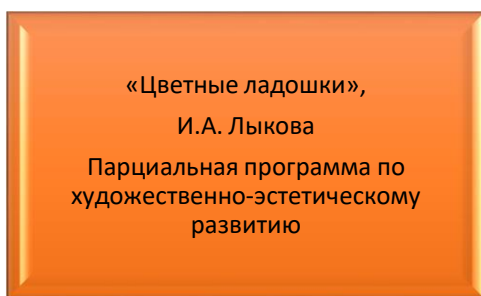 «Цветные ладошки»,
И.А. Лыкова
Парциальная программа по
художественно-эстетическому
развитию